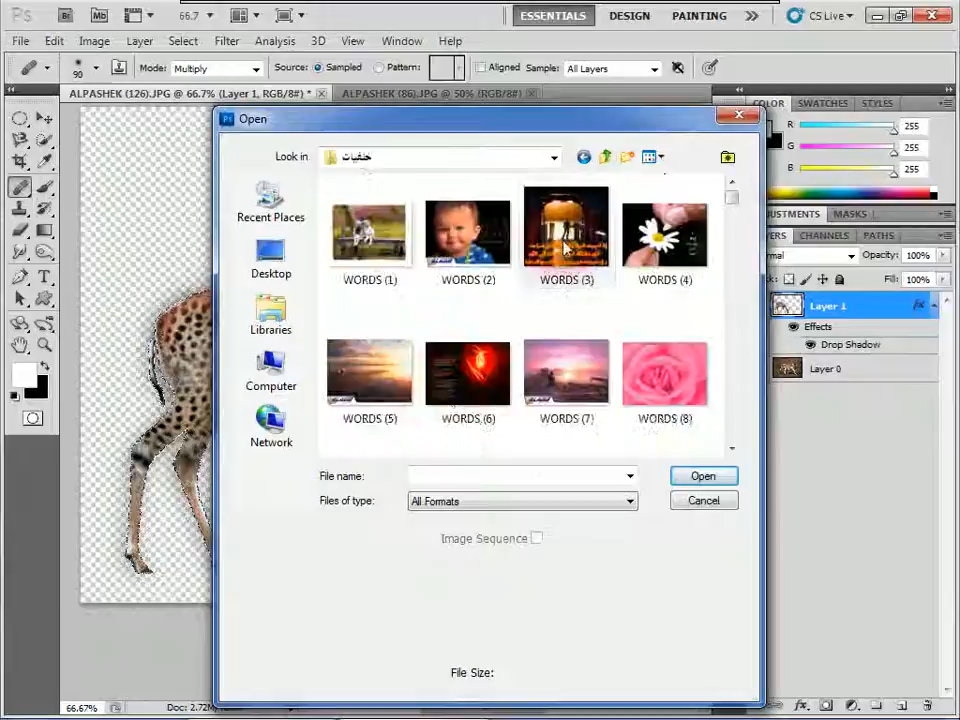 Ps Br Mb 66.7 ESSENTIALS DESIGN PAINTING CS Live
File Edit Image Layer Select Filter Analysis 3D View Window Help
90 Mode: Multiply Source: Sampled Pattern: Aligned Sample: All Layers
ALPASHEK (126).JPG @ 66.7% (Layer 1, RGB/8#) * ALPASHEK (86).JPG @ 50% (RGB/8#)
COLOR SWATCHES STYLES
Open
R 255
G 255
B 255
Look in خلفيات
Recent Places
Desktop
Libraries
Computer
Network
WORDS (1) WORDS (2) WORDS (3) WORDS (4)
WORDS (5) WORDS (6) WORDS (7) WORDS (8)
File name: Open
Files of type: All Formats Cancel
Image Sequence
File Size:
MASKS
CHANNELS PATHS
Opacity: 100%
Fill: 100%
Layer 1 fx
Effects
Drop Shadow
Layer 0
66.67% Doc: 2.72M